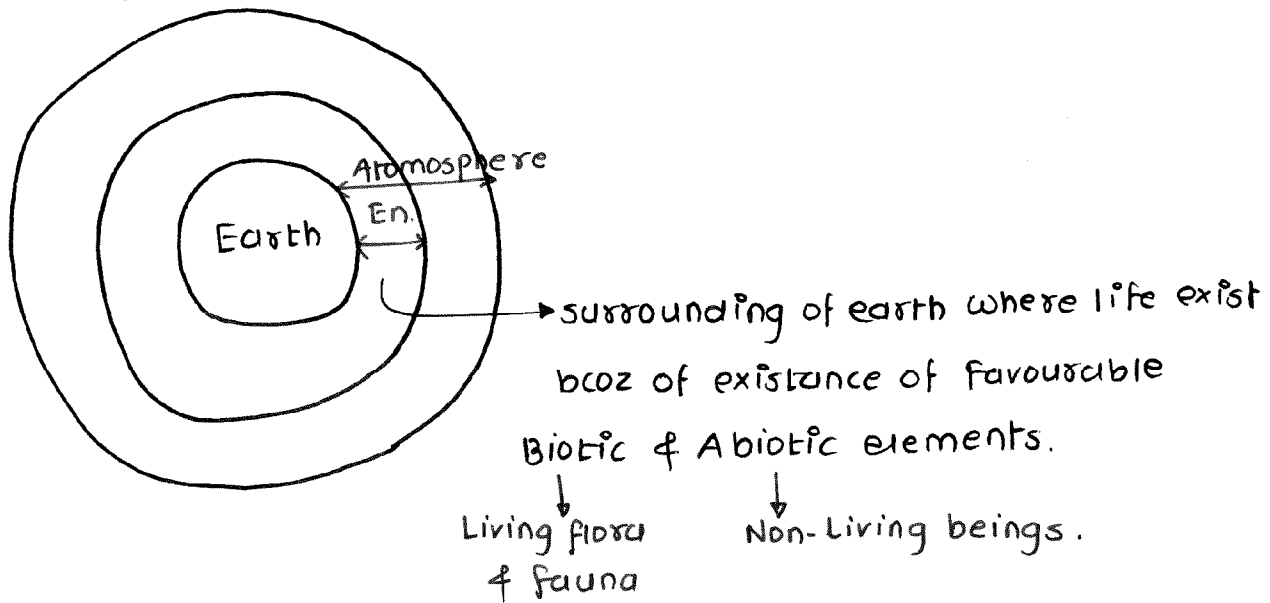 Atomosphere
En.
Earth
surrounding of earth where life exist
bcoz of existance of favourable
Biotic & Abiotic elements.
Living flora Non-Living beings.
& fauna